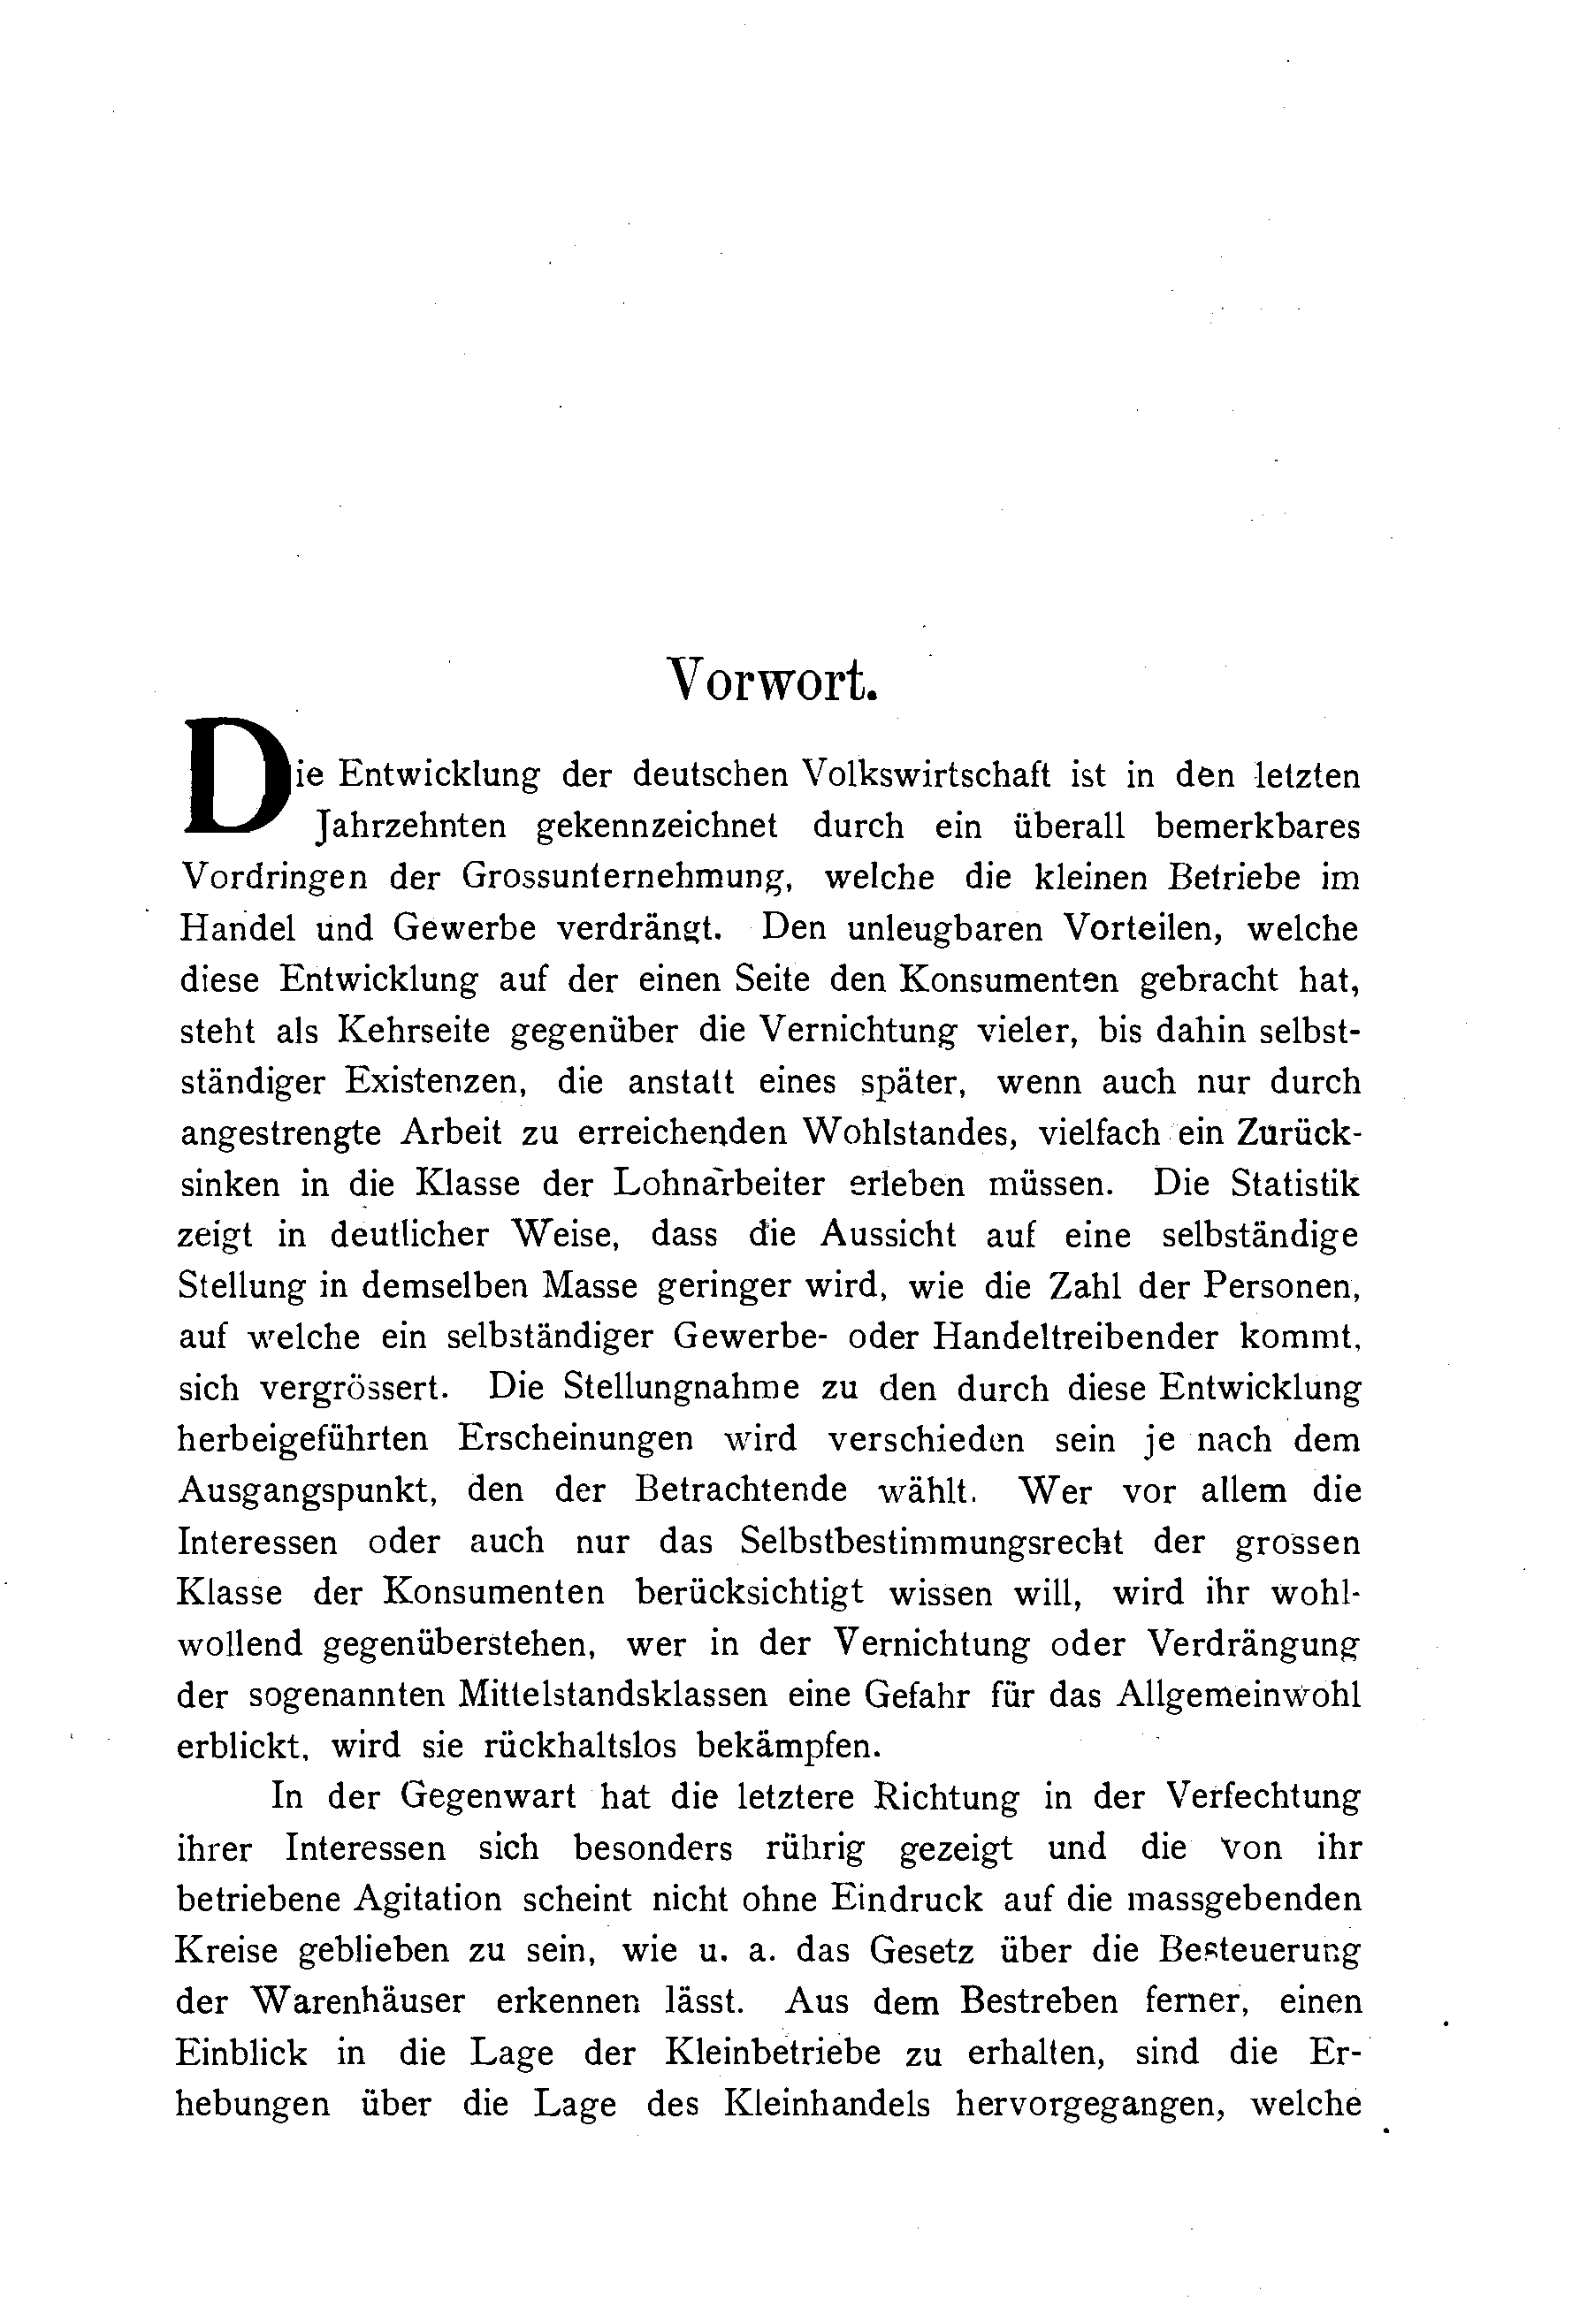 Vorwort.
Die Entwicklung der deutschen Volkswirtschaft ist in den letzten
Jahrzehnten gekennzeichnet durch ein überall bemerkbares
Vordringen der Grossunternehmung, welche die kleinen Betriebe im
Handel und Gewerbe verdrängt. Den unleugbaren Vorteilen, welche
diese Entwicklung auf der einen Seite den Konsumenten gebracht hat,
steht als Kehrseite gegenüber die Vernichtung vieler, bis dahin selbst-
ständiger Existenzen, die anstatt eines später, wenn auch nur durch
angestrengte Arbeit zu erreichenden Wohlstandes, vielfach ein Zurück-
sinken in die Klasse der Lohnarbeiter erleben müssen. Die Statistik
zeigt in deutlicher Weise, dass die Aussicht auf eine selbständige
Stellung in demselben Masse geringer wird, wie die Zahl der Personen,
auf welche ein selbständiger Gewerbe- oder Handeltreibender kommt,
sich vergrössert. Die Stellungnahme zu den durch diese Entwicklung
herbeigeführten Erscheinungen wird verschieden sein je nach dem
Ausgangspunkt, den der Betrachtende wählt. Wer vor allem die
Interessen oder auch nur das Selbstbestimmungsrecht der grossen
Klasse der Konsumenten berücksichtigt wissen will, wird ihr wohl-
wollend gegenüberstehen, wer in der Vernichtung oder Verdrängung
der sogenannten Mittelstandsklassen eine Gefahr für das Allgemeinwohl
erblickt, wird sie rückhaltslos bekämpfen.
In der Gegenwart hat die letztere Richtung in der Verfechtung
ihrer Interessen sich besonders rührig gezeigt und die von ihr
betriebene Agitation scheint nicht ohne Eindruck auf die massgebenden
Kreise geblieben zu sein, wie u. a. das Gesetz über die Besteuerung
der Warenhäuser erkennen lässt. Aus dem Bestreben ferner, einen
Einblick in die Lage der Kleinbetriebe zu erhalten, sind die Er-
hebungen über die Lage des Kleinhandels hervorgegangen, welche